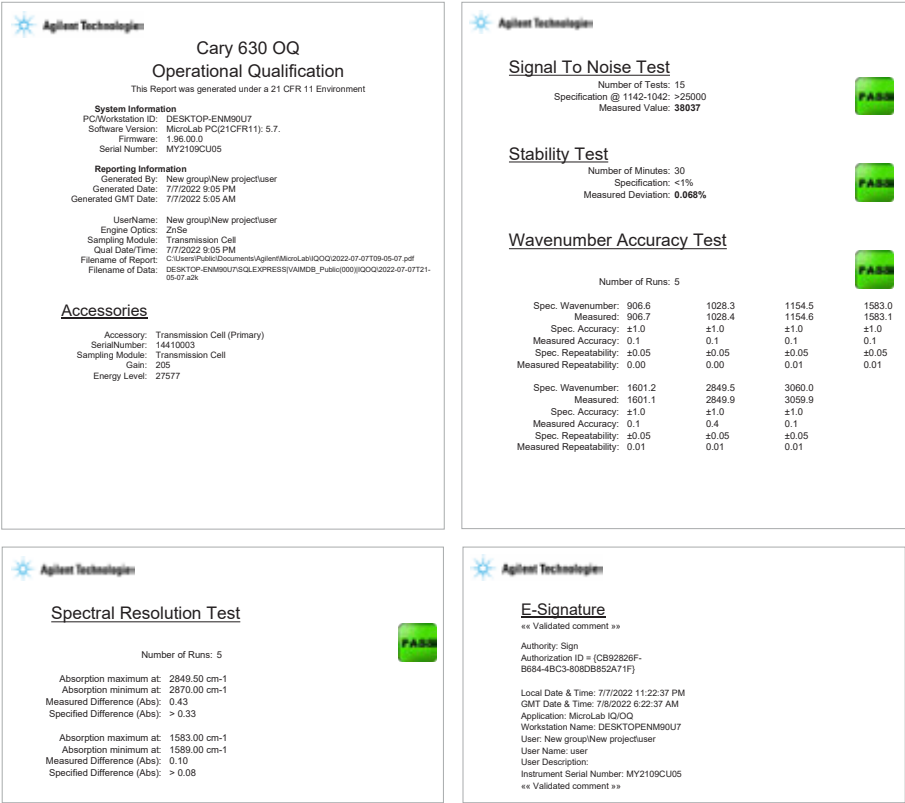 Agilent Technologies
Cary 630 OQ
Operational Qualification
This Report was generated under a 21 CFR 11 Environment
System Information
PC/Workstation ID: DESKTOP-ENM90U7
Software Version: MicroLab PC(21CFR11): 5.7.
Firmware: 1.96.00.0
Serial Number: MY2109CU05
Reporting Information
Generated By: New group\New project\user
Generated Date: 7/7/2022 9:05 PM
Generated GMT Date: 7/7/2022 5:05 AM
UserName: New group\New project\user
Engine Optics: ZnSe
Sampling Module: Transmission Cell
Qual Date/Time: 7/7/2022 9:05 PM
Filename of Report: C:\Users\Public\Documents\Agilent\MicroLab\IQOQ\2022-07-07T09-05-07.pdf
Filename of Data: DESKTOP-ENM90U7\SQLEXPRESS|VAIMDB_Public(000)|IQOQ\2022-07-07T21-
05-07.a2k
Accessories
Accessory: Transmission Cell (Primary)
SerialNumber: 14410003
Sampling Module: Transmission Cell
Gain: 205
Energy Level: 27577
Agilent Technologies
Signal To Noise Test
Number of Tests: 15
Specification @ 1142-1042: >25000
Measured Value: 38037
PASS
Stability Test
Number of Minutes: 30
Specification: <1%
Measured Deviation: 0.068%
PASS
Wavenumber Accuracy Test
PASS
Number of Runs: 5
Spec. Wavenumber: 906.6 1028.3 1154.5 1583.0
Measured: 906.7 1028.4 1154.6 1583.1
Spec. Accuracy: ±1.0 ±1.0 ±1.0 ±1.0
Measured Accuracy: 0.1 0.1 0.1 0.1
Spec. Repeatability: ±0.05 ±0.05 ±0.05 ±0.05
Measured Repeatability: 0.00 0.00 0.01 0.01
Spec. Wavenumber: 1601.2 2849.5 3060.0
Measured: 1601.1 2849.9 3059.9
Spec. Accuracy: ±1.0 ±1.0 ±1.0
Measured Accuracy: 0.1 0.4 0.1
Spec. Repeatability: ±0.05 ±0.05 ±0.05
Measured Repeatability: 0.01 0.01 0.01
Agilent Technologies
Spectral Resolution Test
PASS
Number of Runs: 5
Absorption maximum at: 2849.50 cm-1
Absorption minimum at: 2870.00 cm-1
Measured Difference (Abs): 0.43
Specified Difference (Abs): > 0.33
Absorption maximum at: 1583.00 cm-1
Absorption minimum at: 1589.00 cm-1
Measured Difference (Abs): 0.10
Specified Difference (Abs): > 0.08
Agilent Technologies
E-Signature
«« Validated comment »»
Authority: Sign
Authorization ID = {CB92826F-
B684-4BC3-808DB852A71F}
Local Date & Time: 7/7/2022 11:22:37 PM
GMT Date & Time: 7/8/2022 6:22:37 AM
Application: MicroLab IQ/OQ
Workstation Name: DESKTOPENM90U7
User: New group\New project\user
User Name: user
User Description:
Instrument Serial Number: MY2109CU05
«« Validated comment »»